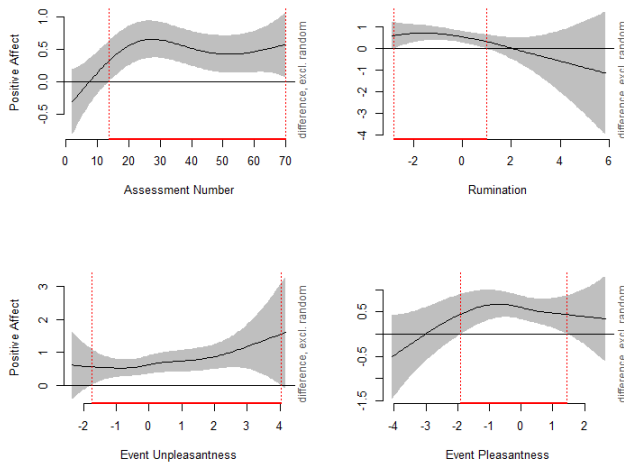 Positive Affect
1.0
0.5
0.0
-0.5
0 10 20 30 40 50 60 70
Assessment Number
difference, excl. random
1
0
-1
-2
-3
-4
-2 0 2 4 6
Rumination
difference, excl. random
Positive Affect
3
2
1
0
-2 -1 0 1 2 3 4
Event Unpleasantness
difference, excl. random
0.5
-0.5
-1.5
-4 -3 -2 -1 0 1 2
Event Pleasantness
difference, excl. random